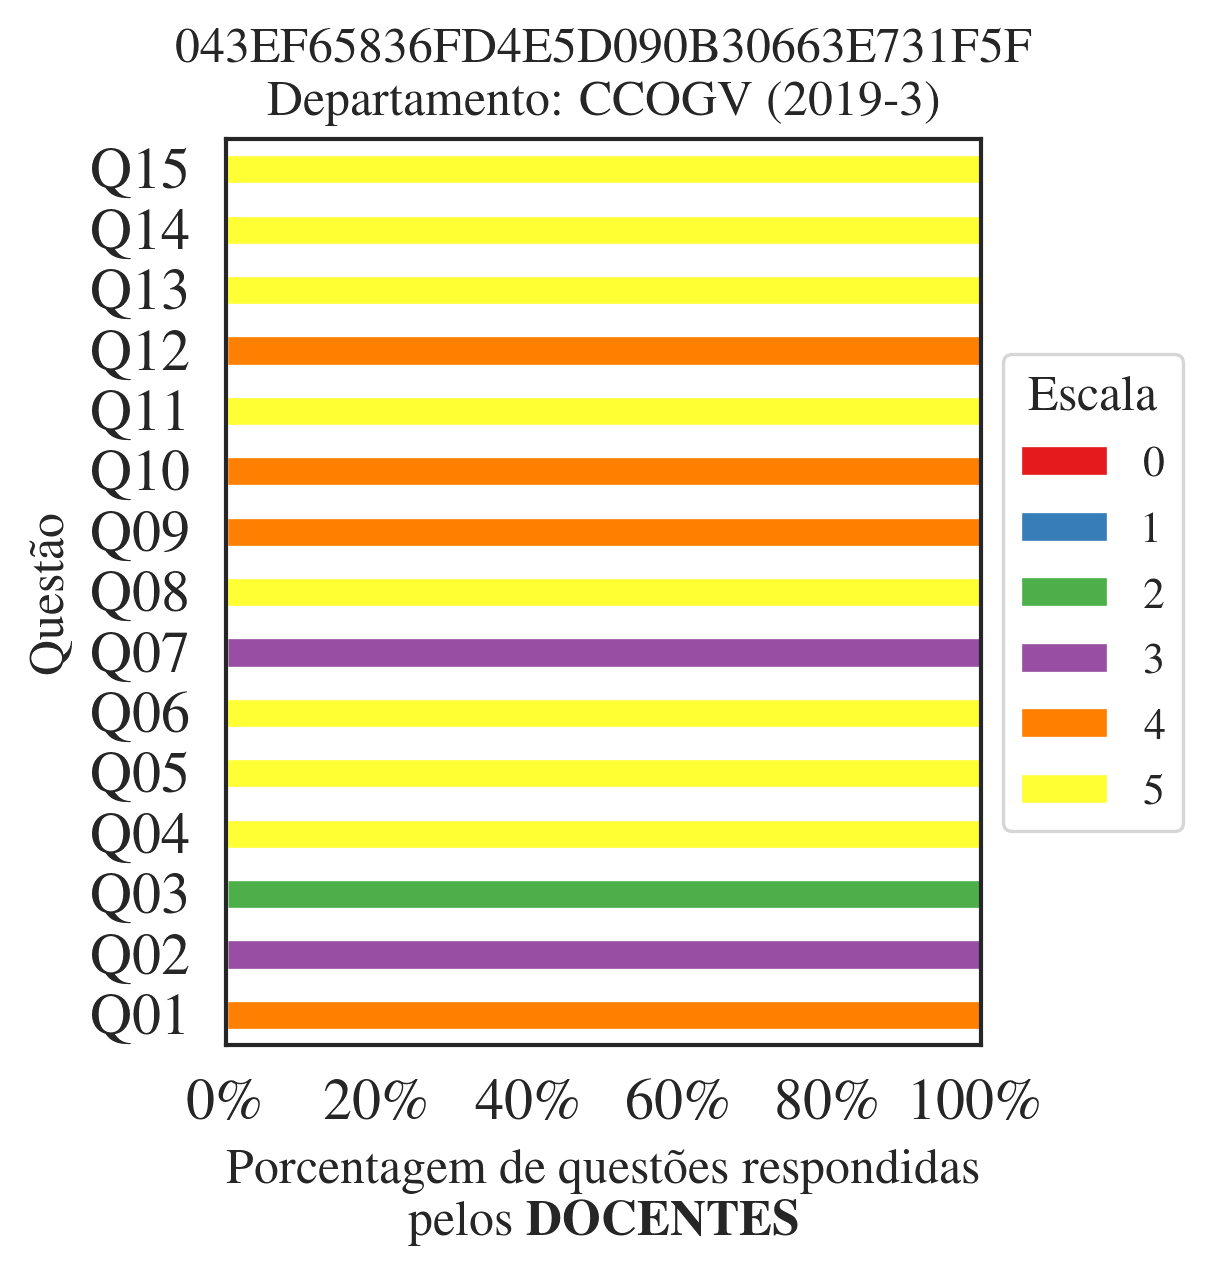 043EF65836FD4E5D090B30663E731F5F
Departamento: CCOGV (2019-3)
Questão
Q15
Q14
Q13
Q12
Q11
Q10
Q09
Q08
Q07
Q06
Q05
Q04
Q03
Q02
Q01
0% 20% 40% 60% 80% 100%
Porcentagem de questões respondidas
pelos DOCENTES
Escala
0
1
2
3
4
5